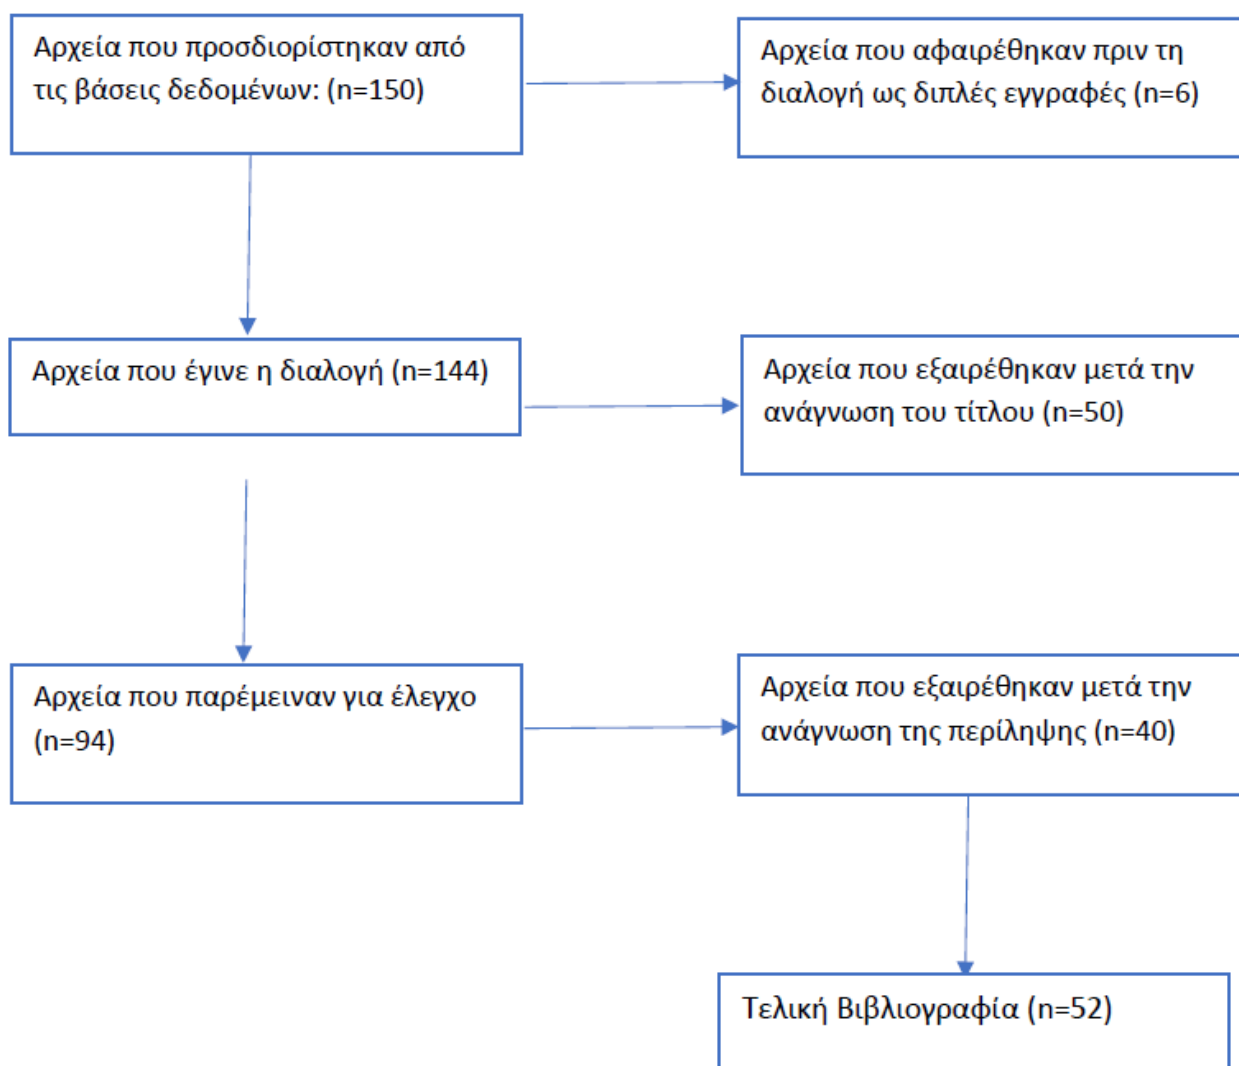 Αρχεία που προσδιορίστηκαν από
τις βάσεις δεδομένων: (n=150)
Αρχεία που αφαιρέθηκαν πριν τη
διαλογή ως διπλές εγγραφές (n=6)
Αρχεία που έγινε η διαλογή (n=144)
Αρχεία που εξαιρέθηκαν μετά την
ανάγνωση του τίτλου (n=50)
Αρχεία που παρέμειναν για έλεγχο
(n=94)
Αρχεία που εξαιρέθηκαν μετά την
ανάγνωση της περίληψης (n=40)
Τελική Βιβλιογραφία (n=52)